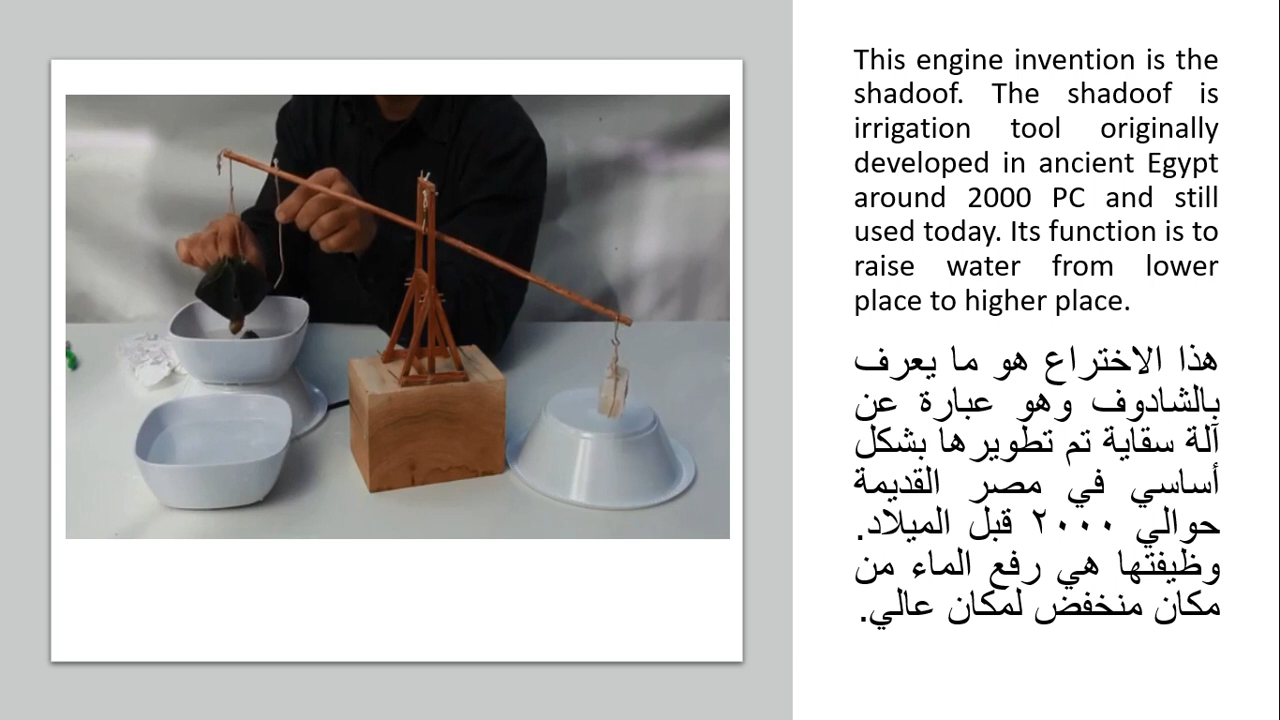 This engine invention is the
shadoof. The shadoof is
irrigation tool originally
developed in ancient Egypt
around 2000 PC and still
used today. Its function is to
raise water from lower
place to higher place.
هذا الاختراع هو ما يعرف
بالشادوف وهو عبارة عن
آلة سقاية تم تطويرها بشكل
أساسي في مصر القديمة
حوالي ٢٠٠٠ قبل الميلاد.
وظيفتها هي رفع الماء من
مكان منخفض لمكان عالي.